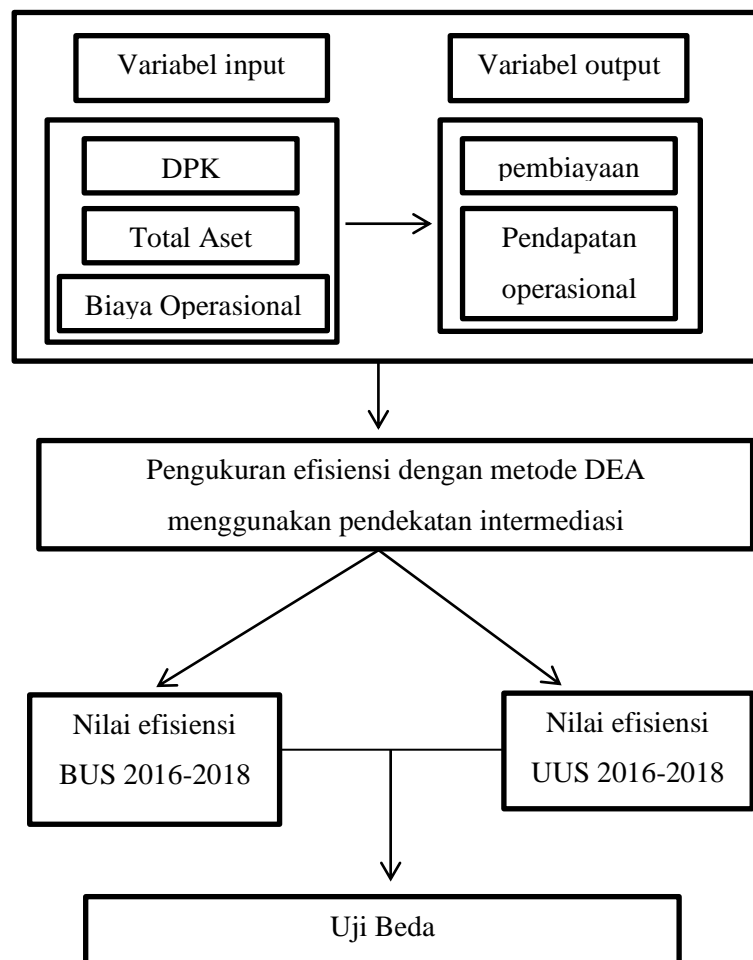 Variabel input
Variabel output
DPK
Total Aset
Biaya Operasional
pembiayaan
Pendapatan
operasional
Pengukuran efisiensi dengan metode DEA
menggunakan pendekatan intermediasi
Nilai efisiensi
BUS 2016-2018
Nilai efisiensi
UUS 2016-2018
Uji Beda